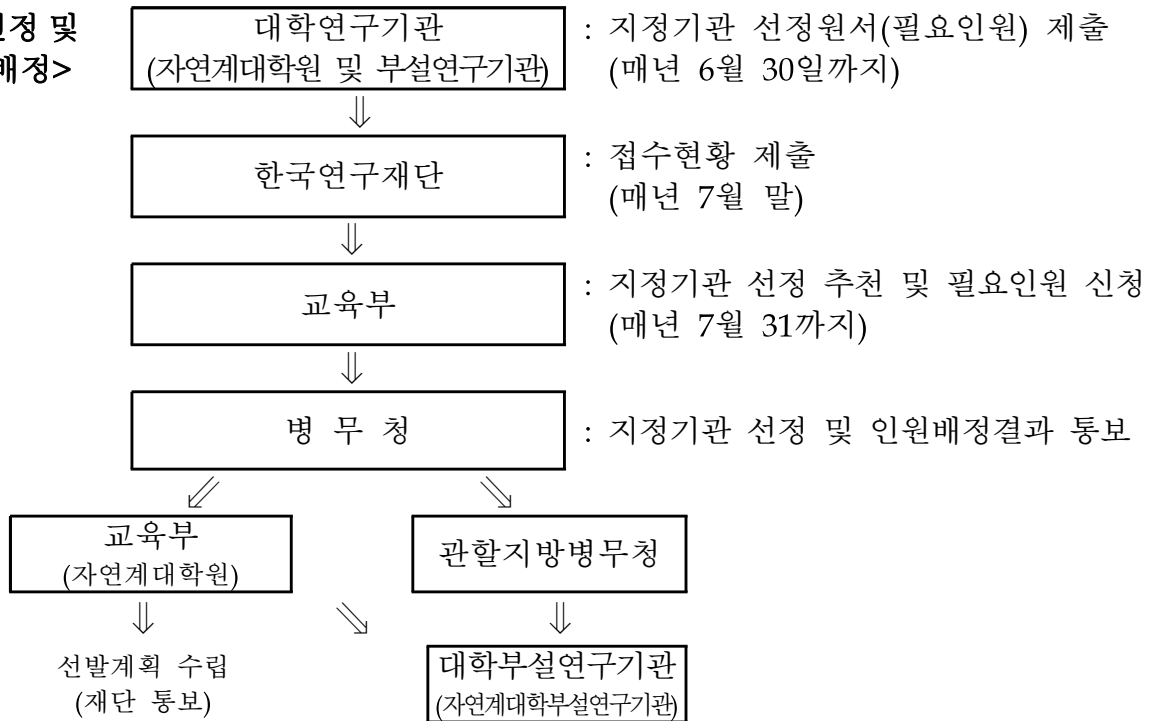 정 및
배정>
대학연구기관
(자연계대학원 및 부설연구기관)
: 지정기관 선정원서(필요인원) 제출
(매년 6월 30일까지)
⇓
한국연구재단
: 접수현황 제출
(매년 7월 말)
⇓
교육부
: 지정기관 선정 추천 및 필요인원 신청
(매년 7월 31까지)
⇓
병 무 청
: 지정기관 선정 및 인원배정결과 통보
교육부
(자연계대학원)
관할지방병무청
⇓
⇓
선발계획 수립
(재단 통보)
대학부설연구기관
(자연계대학부설연구기관)